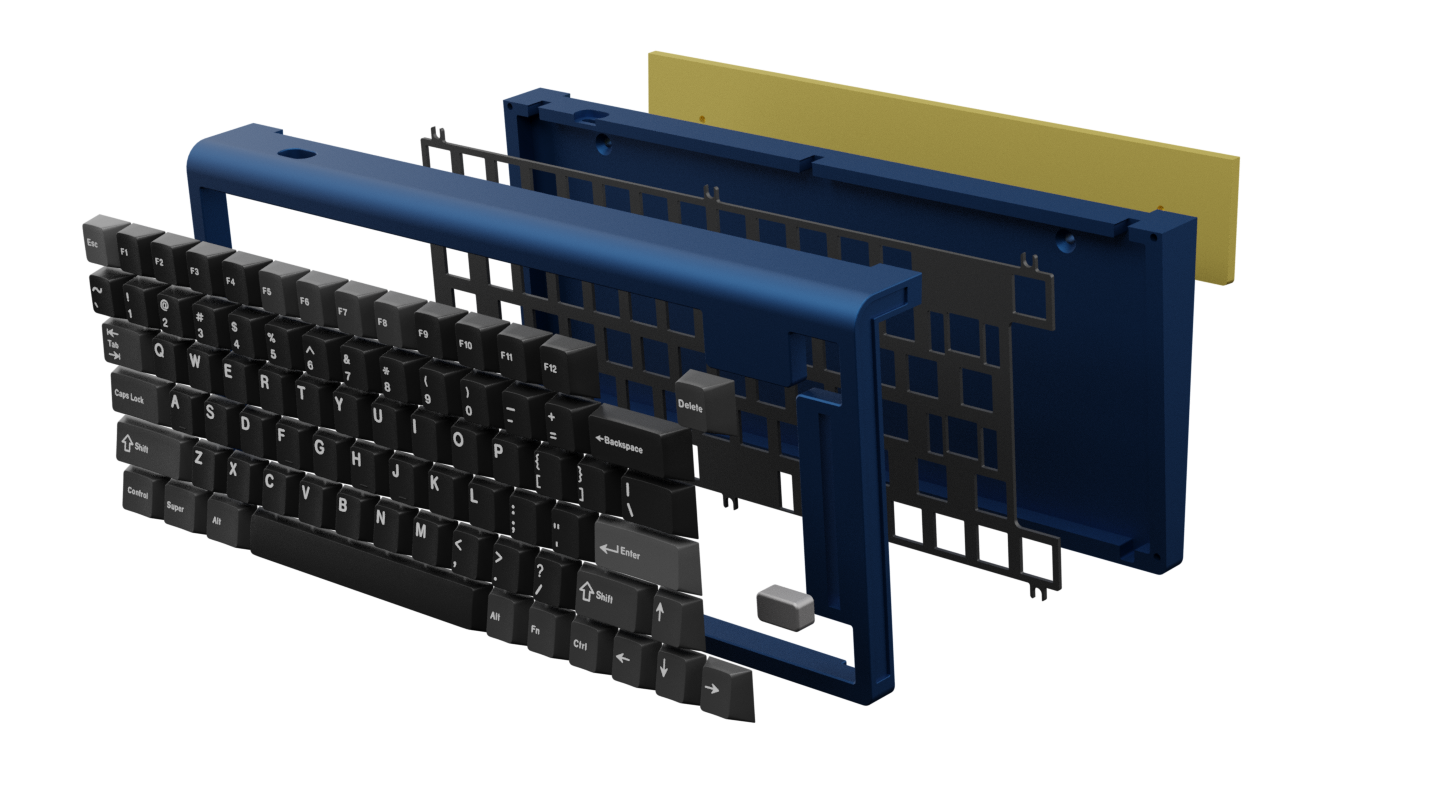 Esc F1 F2 F3 F4 F5 F6 F7 F8 F9 F10 F11 F12 Delete
~ ` ! 1 @ 2 # 3 $ 4 % 5 ^ 6 & 7 * 8 ( 9 ) 0 — - + = ←Backspace
Tab Q W E R T Y U I O P { [ } ] | \
Caps Lock A S D F G H J K L : ; " ' Enter
Shift Z X C V B N M < , > . ? / Shift ↑
Control Super Alt Alt Fn Ctrl ← ↓ →